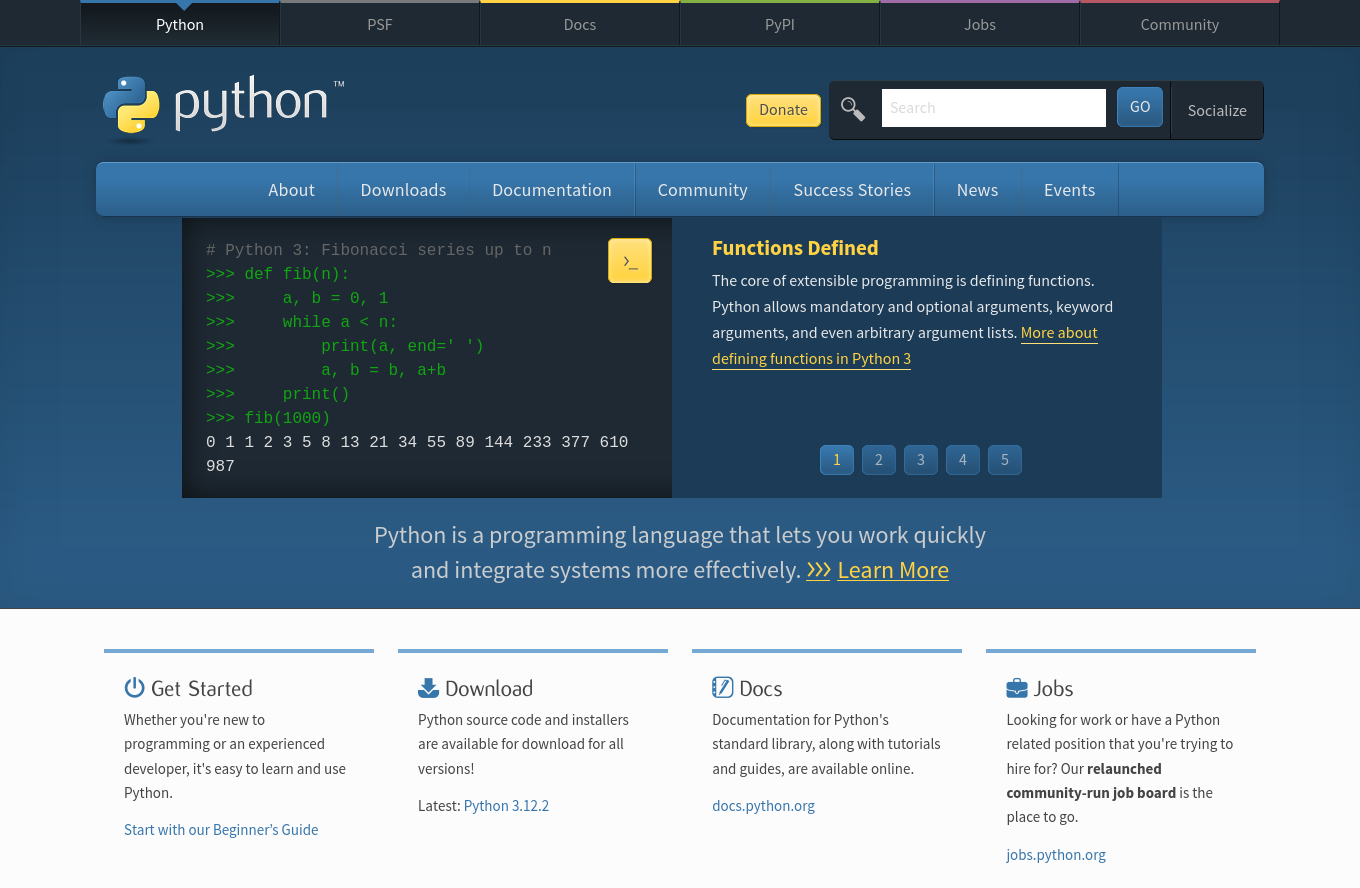 Python
PSF
Docs
PyPI
Jobs
Community
python™
Donate
Search
GO
Socialize
About
Downloads
Documentation
Community
Success Stories
News
Events
# Python 3: Fibonacci series up to n
>>> def fib(n):
>>>     a, b = 0, 1
>>>     while a < n:
>>>         print(a, end=' ')
>>>         a, b = b, a+b
>>>     print()
>>> fib(1000)
0 1 1 2 3 5 8 13 21 34 55 89 144 233 377 610
987
>_
Functions Defined
The core of extensible programming is defining functions.
Python allows mandatory and optional arguments, keyword
arguments, and even arbitrary argument lists. More about
defining functions in Python 3
1
2
3
4
5
Python is a programming language that lets you work quickly
and integrate systems more effectively. >>> Learn More
Get Started
Whether you're new to
programming or an experienced
developer, it's easy to learn and use
Python.
Start with our Beginner's Guide
Download
Python source code and installers
are available for download for all
versions!
Latest: Python 3.12.2
Docs
Documentation for Python's
standard library, along with tutorials
and guides, are available online.
docs.python.org
Jobs
Looking for work or have a Python
related position that you're trying to
hire for? Our relaunched
community-run job board is the
place to go.
jobs.python.org